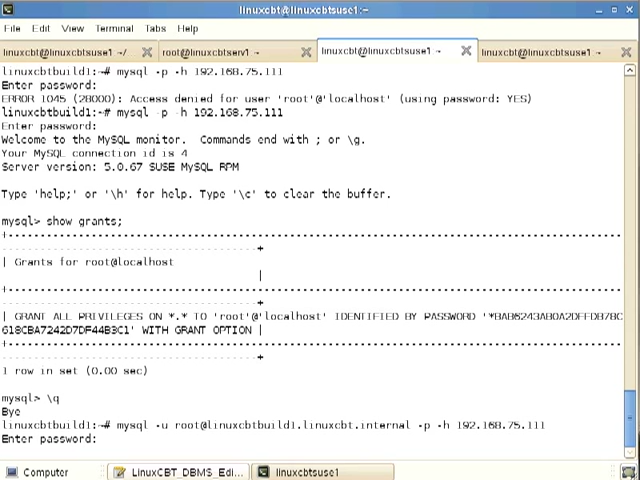 linuxcbt@linuxcbtsuse1:~
File Edit View Terminal Tabs Help
linuxcbt@linuxcbtsuse1 ~/ root@linuxcbtserv1 ~ linuxcbt@linuxcbtsuse1 ~ linuxcbt@linuxcbtsuse1 ~
linuxcbtbuild1:~# mysql -p -h 192.168.75.111
Enter password:
ERROR 1045 (28000): Access denied for user 'root'@'localhost' (using password: YES)
linuxcbtbuild1:~# mysql -p -h 192.168.75.111
Enter password:
Welcome to the MySQL monitor. Commands end with ; or \g.
Your MySQL connection id is 4
Server version: 5.0.67 SUSE MySQL RPM
Type 'help;' or '\h' for help. Type '\c' to clear the buffer.
mysql> show grants;
| Grants for root@localhost
|
| GRANT ALL PRIVILEGES ON *.* TO 'root'@'localhost' IDENTIFIED BY PASSWORD '*BAB6243AB0A2DFFDB78C
618CBA7242D7DF44B3C1' WITH GRANT OPTION |
1 row in set (0.00 sec)
mysql> \q
Bye
linuxcbtbuild1:~# mysql -u root@linuxcbtbuild1.linuxcbt.internal -p -h 192.168.75.111
Enter password:
Computer LinuxCBT_DBMS_Edi... linuxcbtsuse1